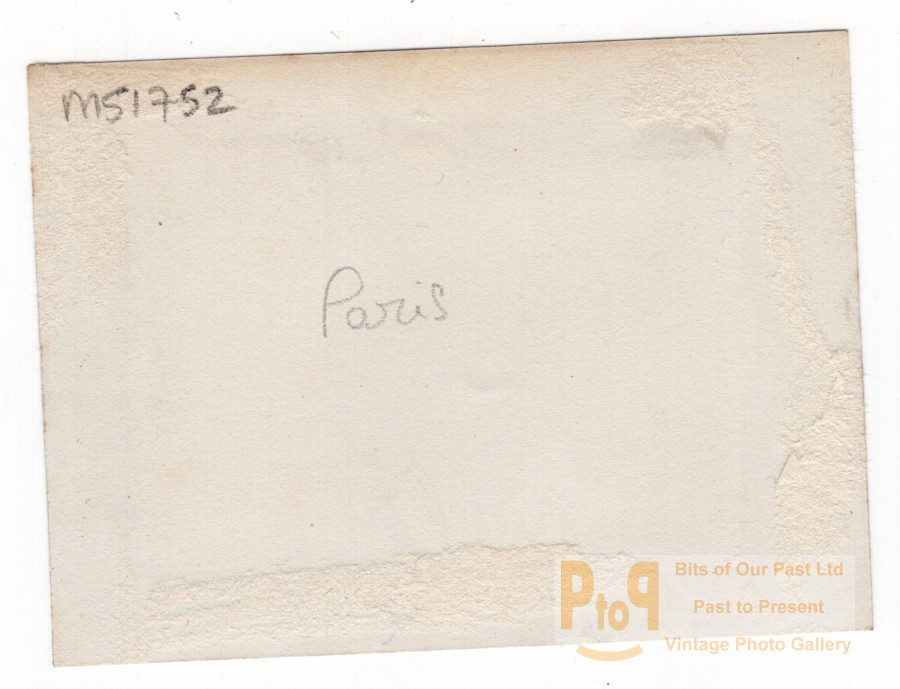 M51752
Paris
PtoP
Bits of Our Past Ltd
Past to Present
Vintage Photo Gallery